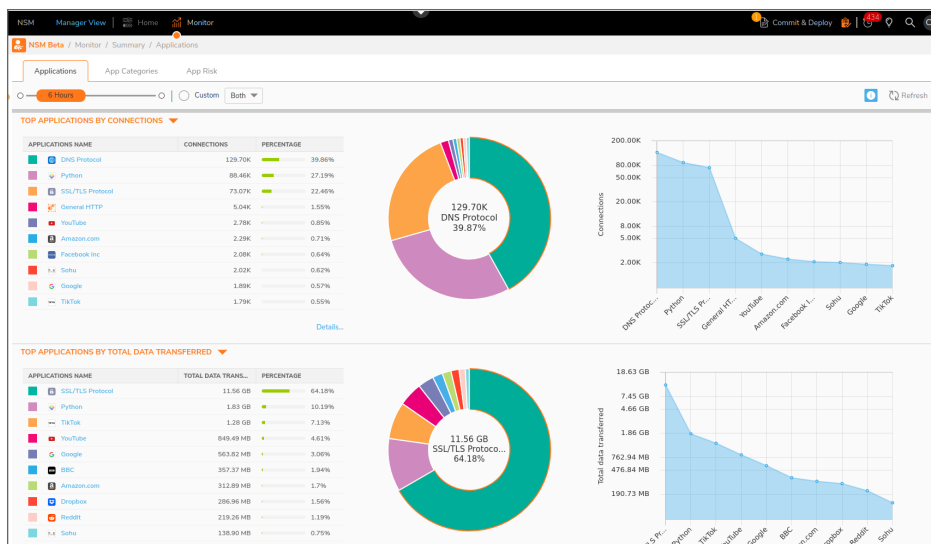 NSM Manager View Home Monitor Commit & Deploy 434
NSM Beta / Monitor / Summary / Applications
Applications App Categories App Risk
6 Hours Custom Both Refresh
TOP APPLICATIONS BY CONNECTIONS
APPLICATIONS NAME CONNECTIONS PERCENTAGE
DNS Protocol 129.70K 39.86%
Python 88.46K 27.19%
SSL/TLS Protocol 73.07K 22.46%
General HTTP 5.04K 1.55%
YouTube 2.78K 0.85%
Amazon.com 2.29K 0.71%
Facebook Inc 2.08K 0.64%
Sohu 2.02K 0.62%
Google 1.89K 0.57%
TikTok 1.79K 0.55%
Details...
129.70K
DNS Protocol
39.87%
Connections
200.00K
80.00K
50.00K
20.00K
8.00K
5.00K
2.00K
DNS Protoc... Python SSL/TLS Pr... General HT... YouTube Amazon.com Facebook I... Sohu Google TikTok
TOP APPLICATIONS BY TOTAL DATA TRANSFERRED
APPLICATIONS NAME TOTAL DATA TRANS... PERCENTAGE
SSL/TLS Protocol 11.56 GB 64.18%
Python 1.83 GB 10.19%
TikTok 1.28 GB 7.13%
YouTube 849.49 MB 4.61%
Google 563.82 MB 3.06%
BBC 357.37 MB 1.94%
Amazon.com 312.89 MB 1.7%
Dropbox 286.96 MB 1.56%
Reddit 219.26 MB 1.19%
Sohu 138.90 MB 0.75%
11.56 GB
SSL/TLS Protoco...
64.18%
Total data transferred
18.63 GB
7.45 GB
4.66 GB
1.86 GB
762.94 MB
476.84 MB
190.73 MB
LS Pr... Python TikTok YouTube Google BBC on.com Dropbox Reddit Sohu